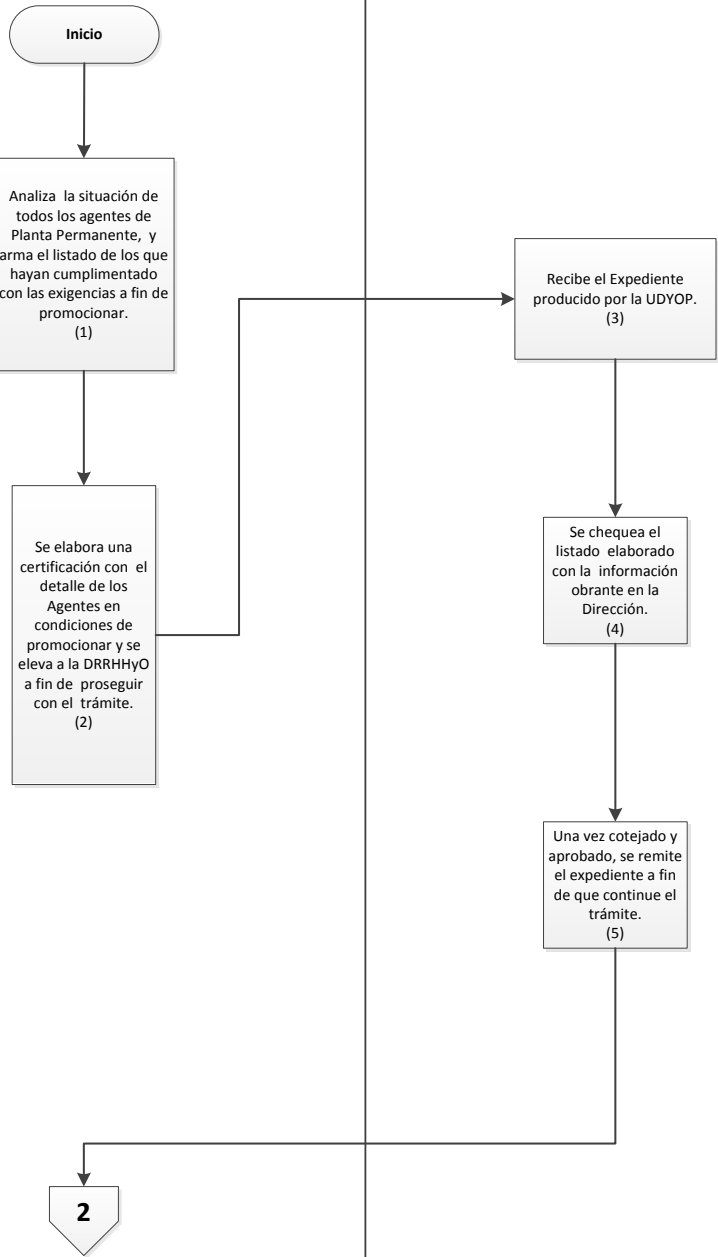 Inicio
Analiza la situación de
todos los agentes de
Planta Permanente, y
arma el listado de los que
hayan cumplimentado
con las exigencias a fin de
promocionar.
(1)
Se elabora una
certificación con el
detalle de los
Agentes en
condiciones de
promocionar y se
eleva a la DRRHHyO
a fin de proseguir
con el trámite.
(2)
Recibe el Expediente
producido por la UDYOP.
(3)
Se chequea el
listado elaborado
con la información
obrante en la
Dirección.
(4)
Una vez cotejado y
aprobado, se remite
el expediente a fin
de que continue el
trámite.
(5)
2